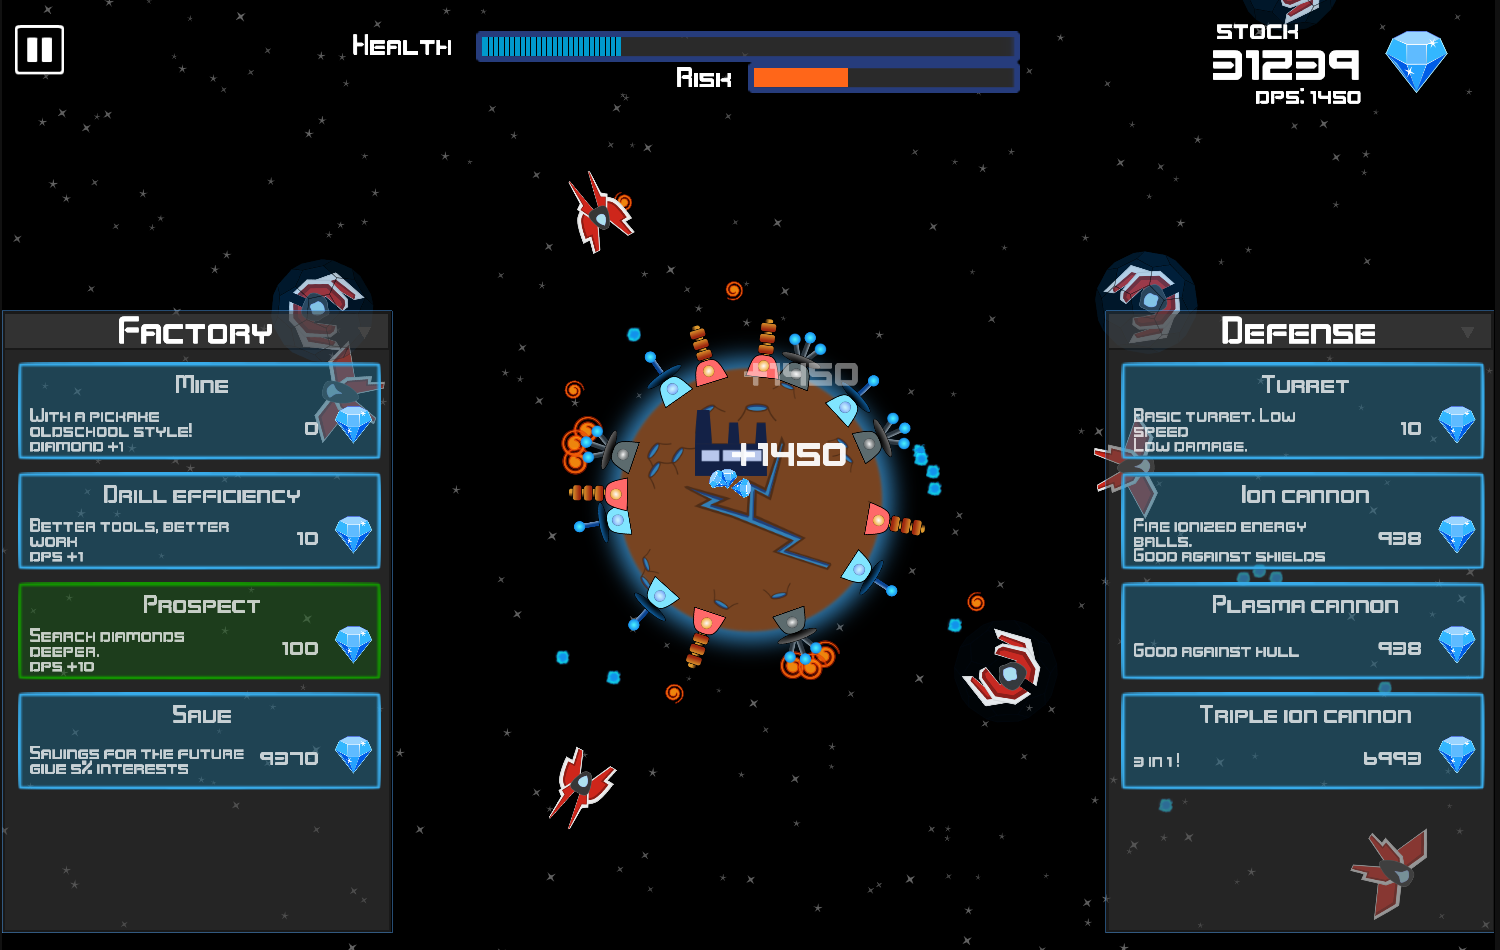 Health
Risk
STOCK
31239
DPS: 1450
Factory
Mine
With a pickaxe
oldschool style!
Diamond +1
0
Drill efficiency
Better tools, better
work
DPS +1
10
Prospect
Search diamonds
deeper.
DPS +10
100
Save
Savings for the future
give 5% interests
9370
+1450
+1450
Defense
Turret
Basic turret. Low
speed
Low damage.
10
Ion cannon
Fire ionized energy
balls.
Good against shields
938
Plasma cannon
Good against hull
938
Triple ion cannon
3 in 1!
6993